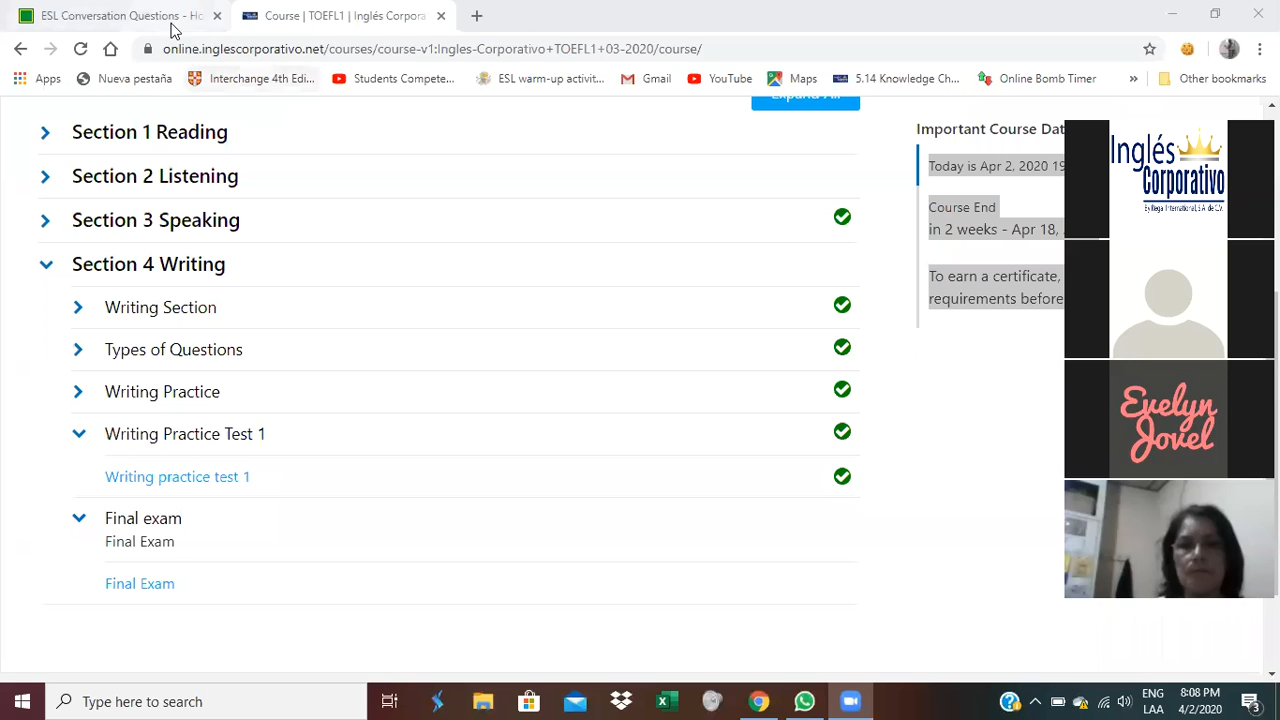 ESL Conversation Questions - Ho
Course | TOEFL1 | Inglés Corpora
online.inglescorporativo.net/courses/course-v1:Ingles-Corporativo+TOEFL1+03-2020/course/
Apps
Nueva pestaña
Interchange 4th Edi...
Students Compete...
ESL warm-up activit...
Gmail
YouTube
Maps
5.14 Knowledge Ch...
Online Bomb Timer
»
Other bookmarks
Expand All
Section 1 Reading
Section 2 Listening
Section 3 Speaking
Section 4 Writing
Writing Section
Types of Questions
Writing Practice
Writing Practice Test 1
Writing practice test 1
Final exam
Final Exam
Final Exam
Important Course Dat
Today is Apr 2, 2020 19
Course End
in 2 weeks - Apr 18,
To earn a certificate,
requirements before
Inglés
Corporativo
Evelyn
Jovel
Type here to search
ENG
LAA
8:08 PM
4/2/2020
3